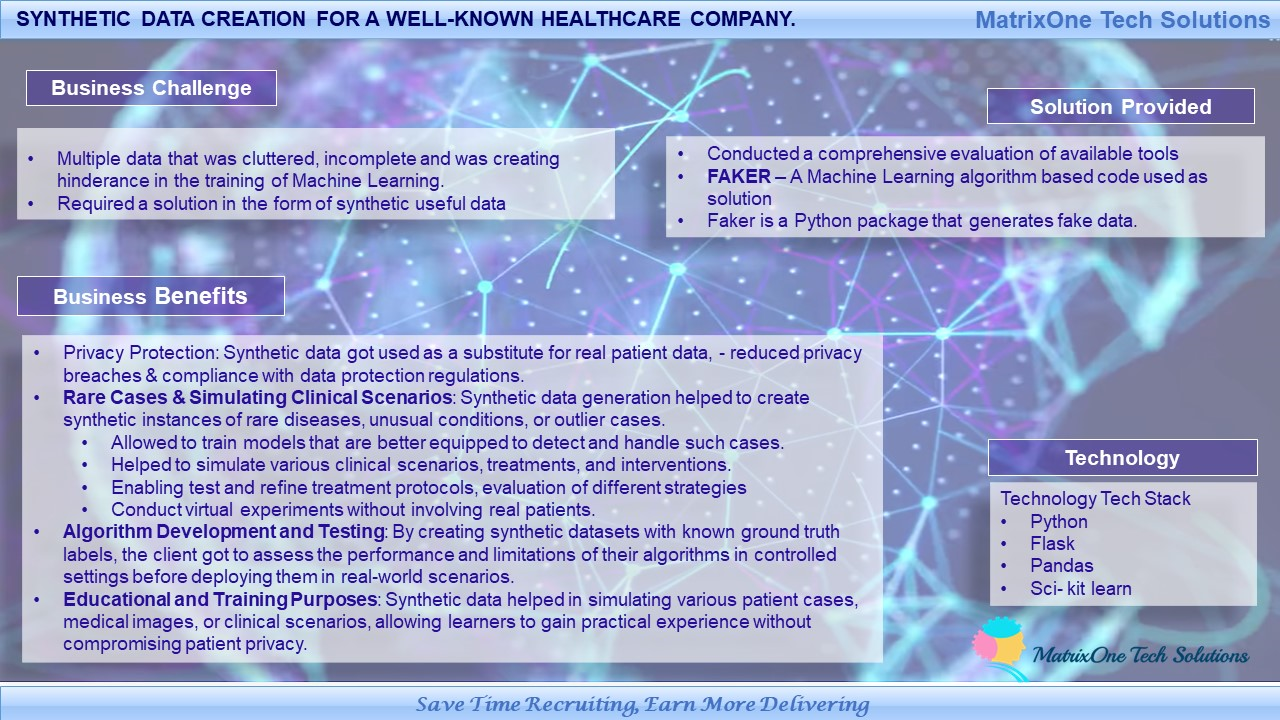 SYNTHETIC DATA CREATION FOR A WELL-KNOWN HEALTHCARE COMPANY.
MatrixOne Tech Solutions
Business Challenge
• Multiple data that was cluttered, incomplete and was creating
hinderance in the training of Machine Learning.
• Required a solution in the form of synthetic useful data
Solution Provided
• Conducted a comprehensive evaluation of available tools
• FAKER – A Machine Learning algorithm based code used as
solution
• Faker is a Python package that generates fake data.
Business Benefits
• Privacy Protection: Synthetic data got used as a substitute for real patient data, - reduced privacy
breaches & compliance with data protection regulations.
• Rare Cases & Simulating Clinical Scenarios: Synthetic data generation helped to create
synthetic instances of rare diseases, unusual conditions, or outlier cases.
• Allowed to train models that are better equipped to detect and handle such cases.
• Helped to simulate various clinical scenarios, treatments, and interventions.
• Enabling test and refine treatment protocols, evaluation of different strategies
• Conduct virtual experiments without involving real patients.
• Algorithm Development and Testing: By creating synthetic datasets with known ground truth
labels, the client got to assess the performance and limitations of their algorithms in controlled
settings before deploying them in real-world scenarios.
• Educational and Training Purposes: Synthetic data helped in simulating various patient cases,
medical images, or clinical scenarios, allowing learners to gain practical experience without
compromising patient privacy.
Technology
Technology Tech Stack
• Python
• Flask
• Pandas
• Sci- kit learn
MatrixOne Tech Solutions
Save Time Recruiting, Earn More Delivering